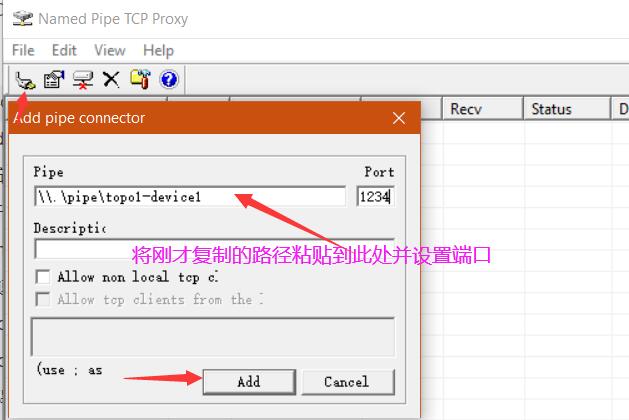 Named Pipe TCP Proxy
File Edit View Help
Recv Status D
Add pipe connector
Pipe Port
\\.\pipe\topo1-device1 1234
Descriptic
将刚才复制的路径粘贴到此处并设置端口
Allow non local tcp c
Allow tcp clients from the
(use ; as
Add Cancel